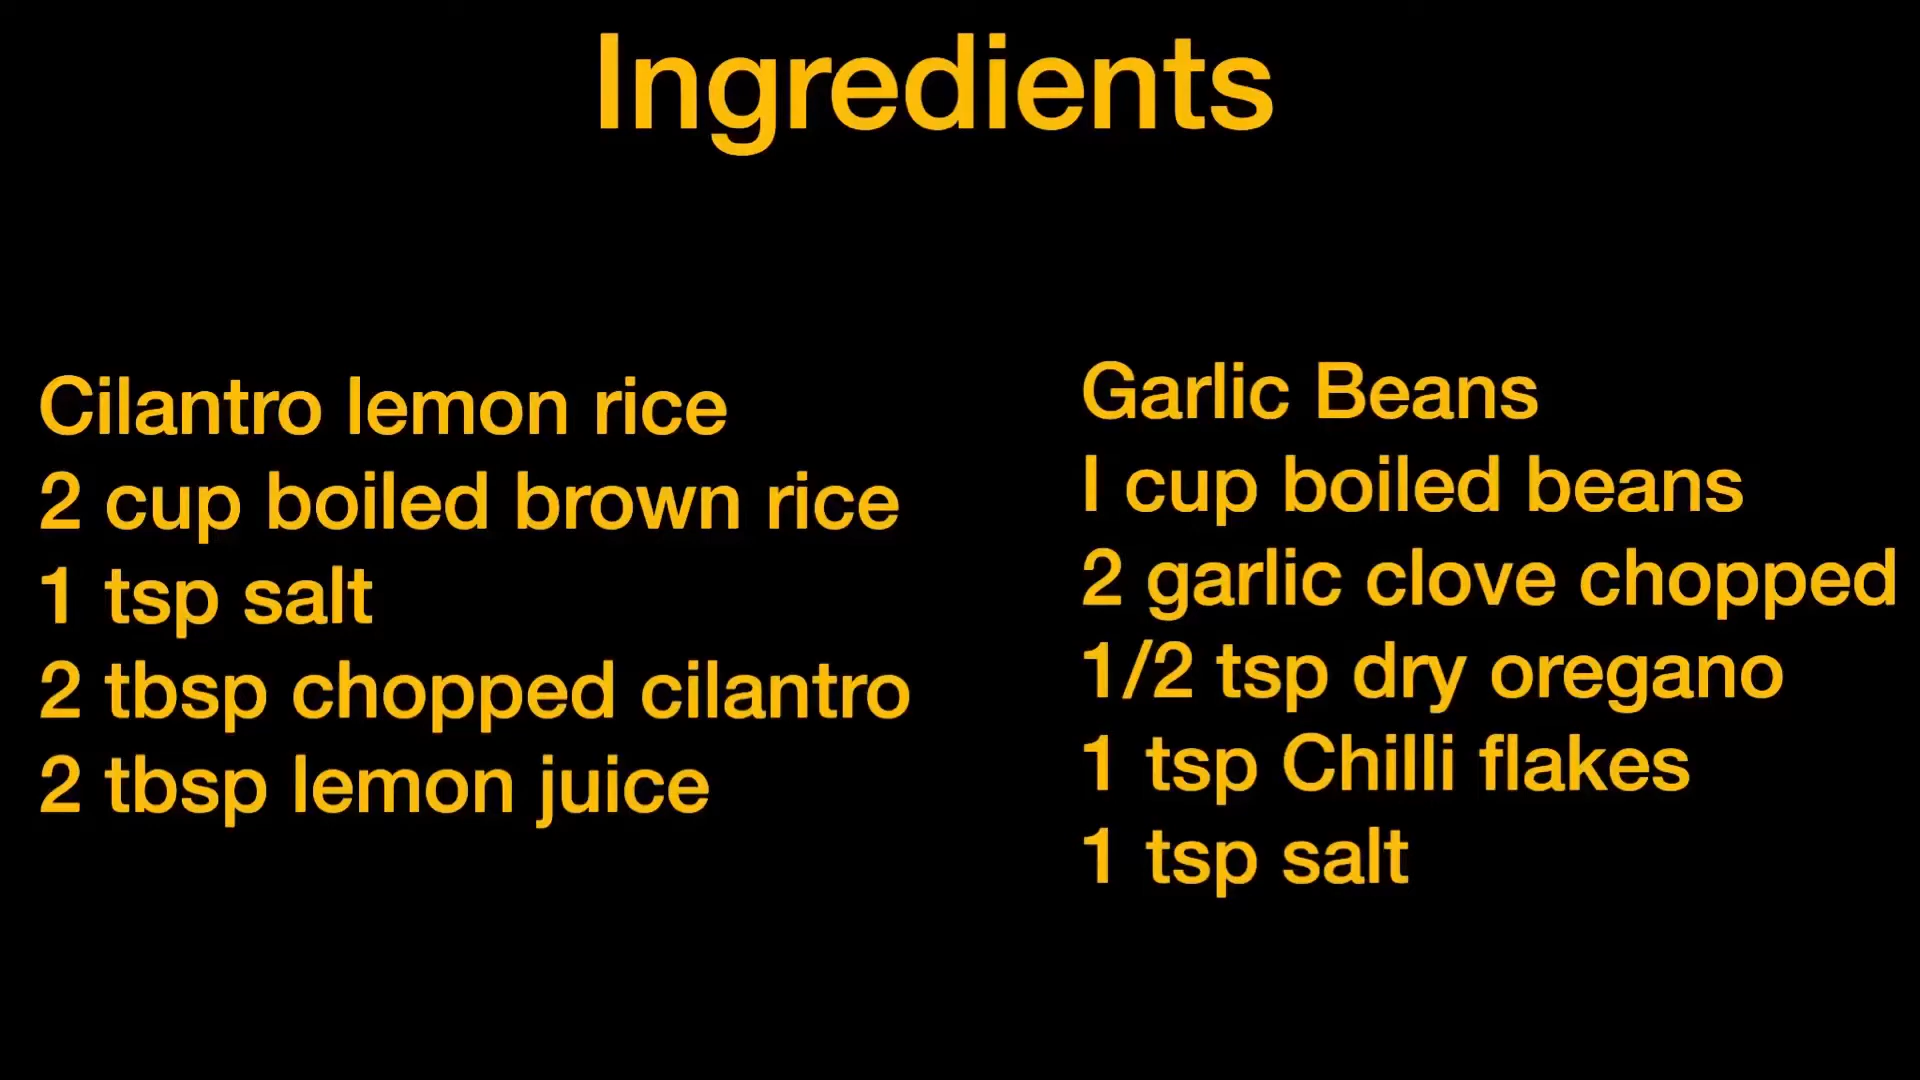 Ingredients
Cilantro lemon rice
2 cup boiled brown rice
1 tsp salt
2 tbsp chopped cilantro
2 tbsp lemon juice
Garlic Beans
I cup boiled beans
2 garlic clove chopped
1/2 tsp dry oregano
1 tsp Chilli flakes
1 tsp salt